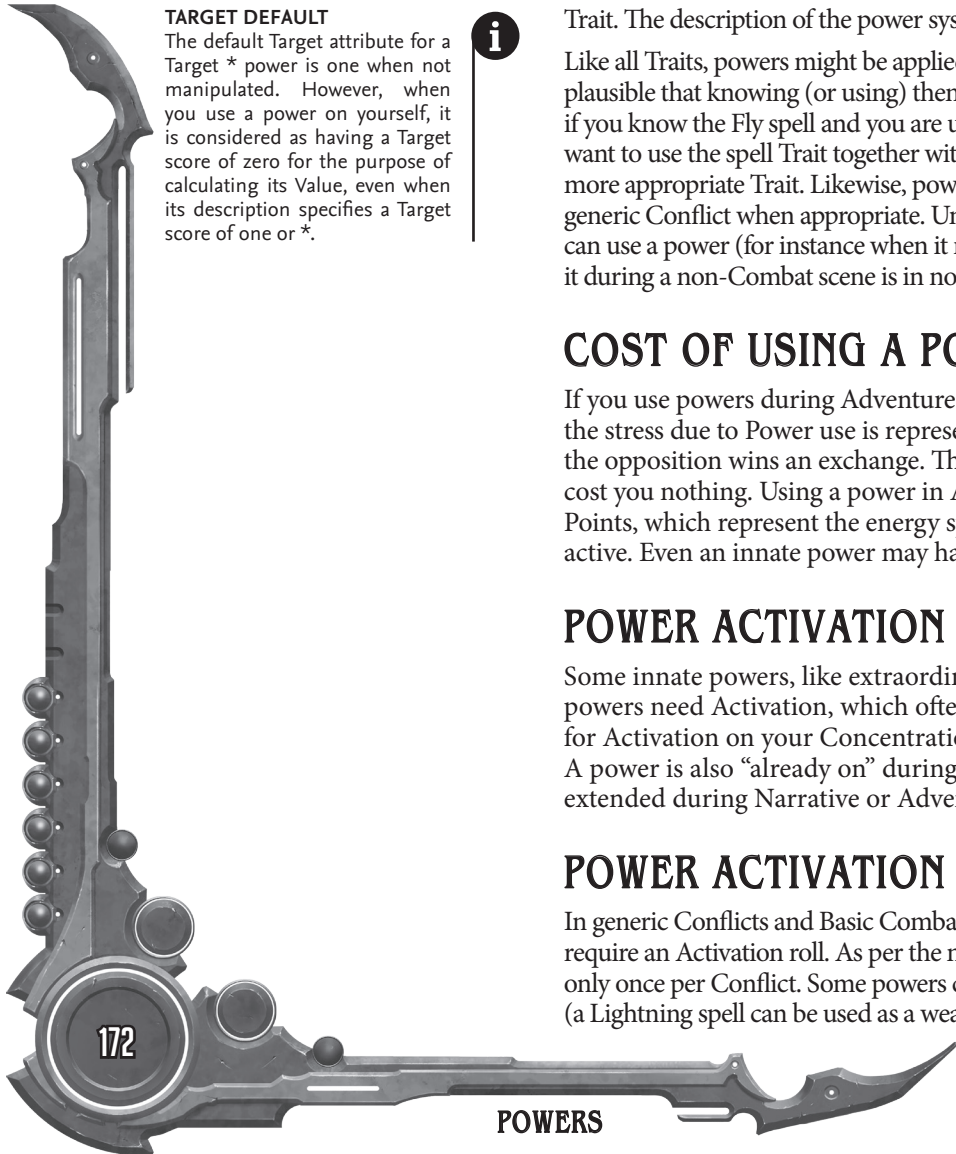 TARGET DEFAULT
The default Target attribute for a
Target * power is one when not
manipulated. However, when
you use a power on yourself, it
is considered as having a Target
score of zero for the purpose of
calculating its Value, even when
its description specifies a Target
score of one or *.
i
Trait. The description of the power sys
Like all Traits, powers might be applied
plausible that knowing (or using) then
if you know the Fly spell and you are u
want to use the spell Trait together wit
more appropriate Trait. Likewise, pow
generic Conflict when appropriate. Un
can use a power (for instance when it r
it during a non-Combat scene is in no
COST OF USING A PO
If you use powers during Adventure
the stress due to Power use is represe
the opposition wins an exchange. Th
cost you nothing. Using a power in A
Points, which represent the energy s
active. Even an innate power may ha
POWER ACTIVATION
Some innate powers, like extraordin
powers need Activation, which ofte
for Activation on your Concentratio
A power is also “already on” during
extended during Narrative or Adve
POWER ACTIVATION
In generic Conflicts and Basic Comba
require an Activation roll. As per the r
only once per Conflict. Some powers c
(a Lightning spell can be used as a wea
172
POWERS